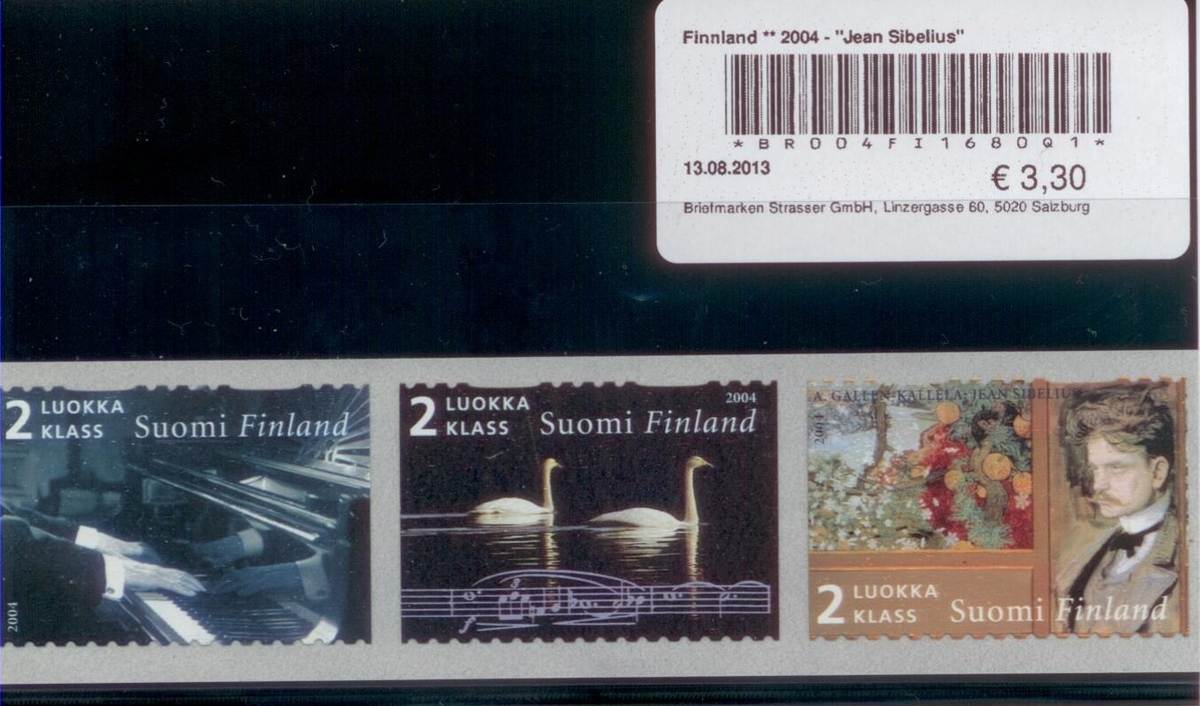 Finnland ** 2004 - "Jean Sibelius"
*BR004FI1680Q1*
13.08.2013
€ 3,30
Briefmarken Strasser GmbH, Linzergasse 60, 5020 Salzburg
2 LUOKKA
KLASS
Suomi Finland
2004
2 LUOKKA
KLASS
2004
Suomi Finland
3
f
A. GALLEN-KALLELA: JEAN SIBELIUS
2004
2 LUOKKA
KLASS
Suomi Finland